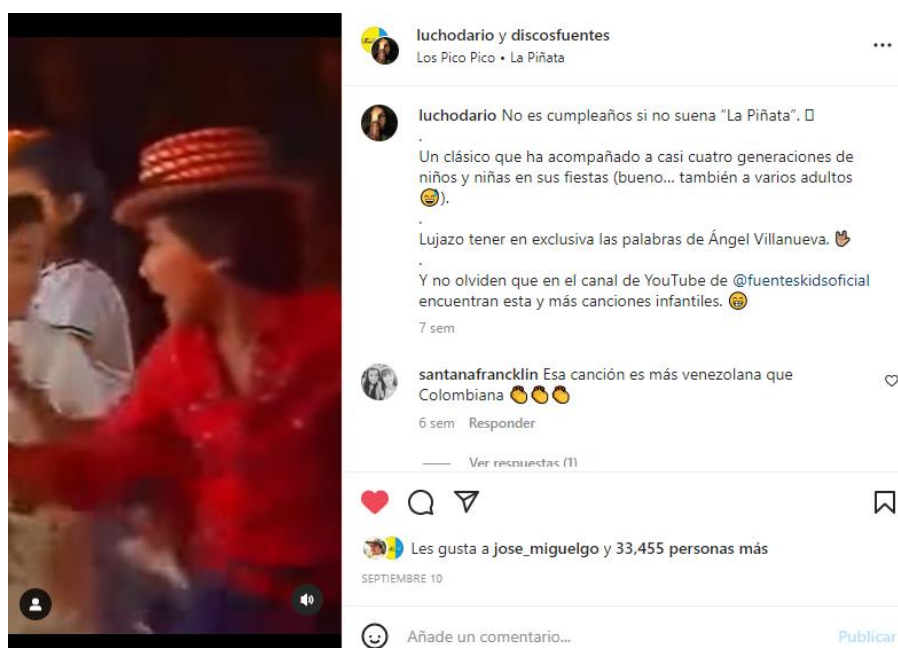 luchodario y discosfuentes
Los Pico Pico • La Piñata
luchodario No es cumpleaños si no suena “La Piñata”.
.
Un clásico que ha acompañado a casi cuatro generaciones de
niños y niñas en sus fiestas (bueno... también a varios adultos
😅).
.
Lujazo tener en exclusiva las palabras de Ángel Villanueva. 🤟🏽
.
Y no olviden que en el canal de YouTube de @fuenteskidsoficial
encuentran esta y más canciones infantiles. 😁
7 sem
santanafrancklin Esa canción es más venezolana que
Colombiana 👏👏👏
6 sem Responder
Ver respuestas (1)
Les gusta a jose_miguelgo y 33,455 personas más
SEPTIEMBRE 10
Añade un comentario...
Publicar